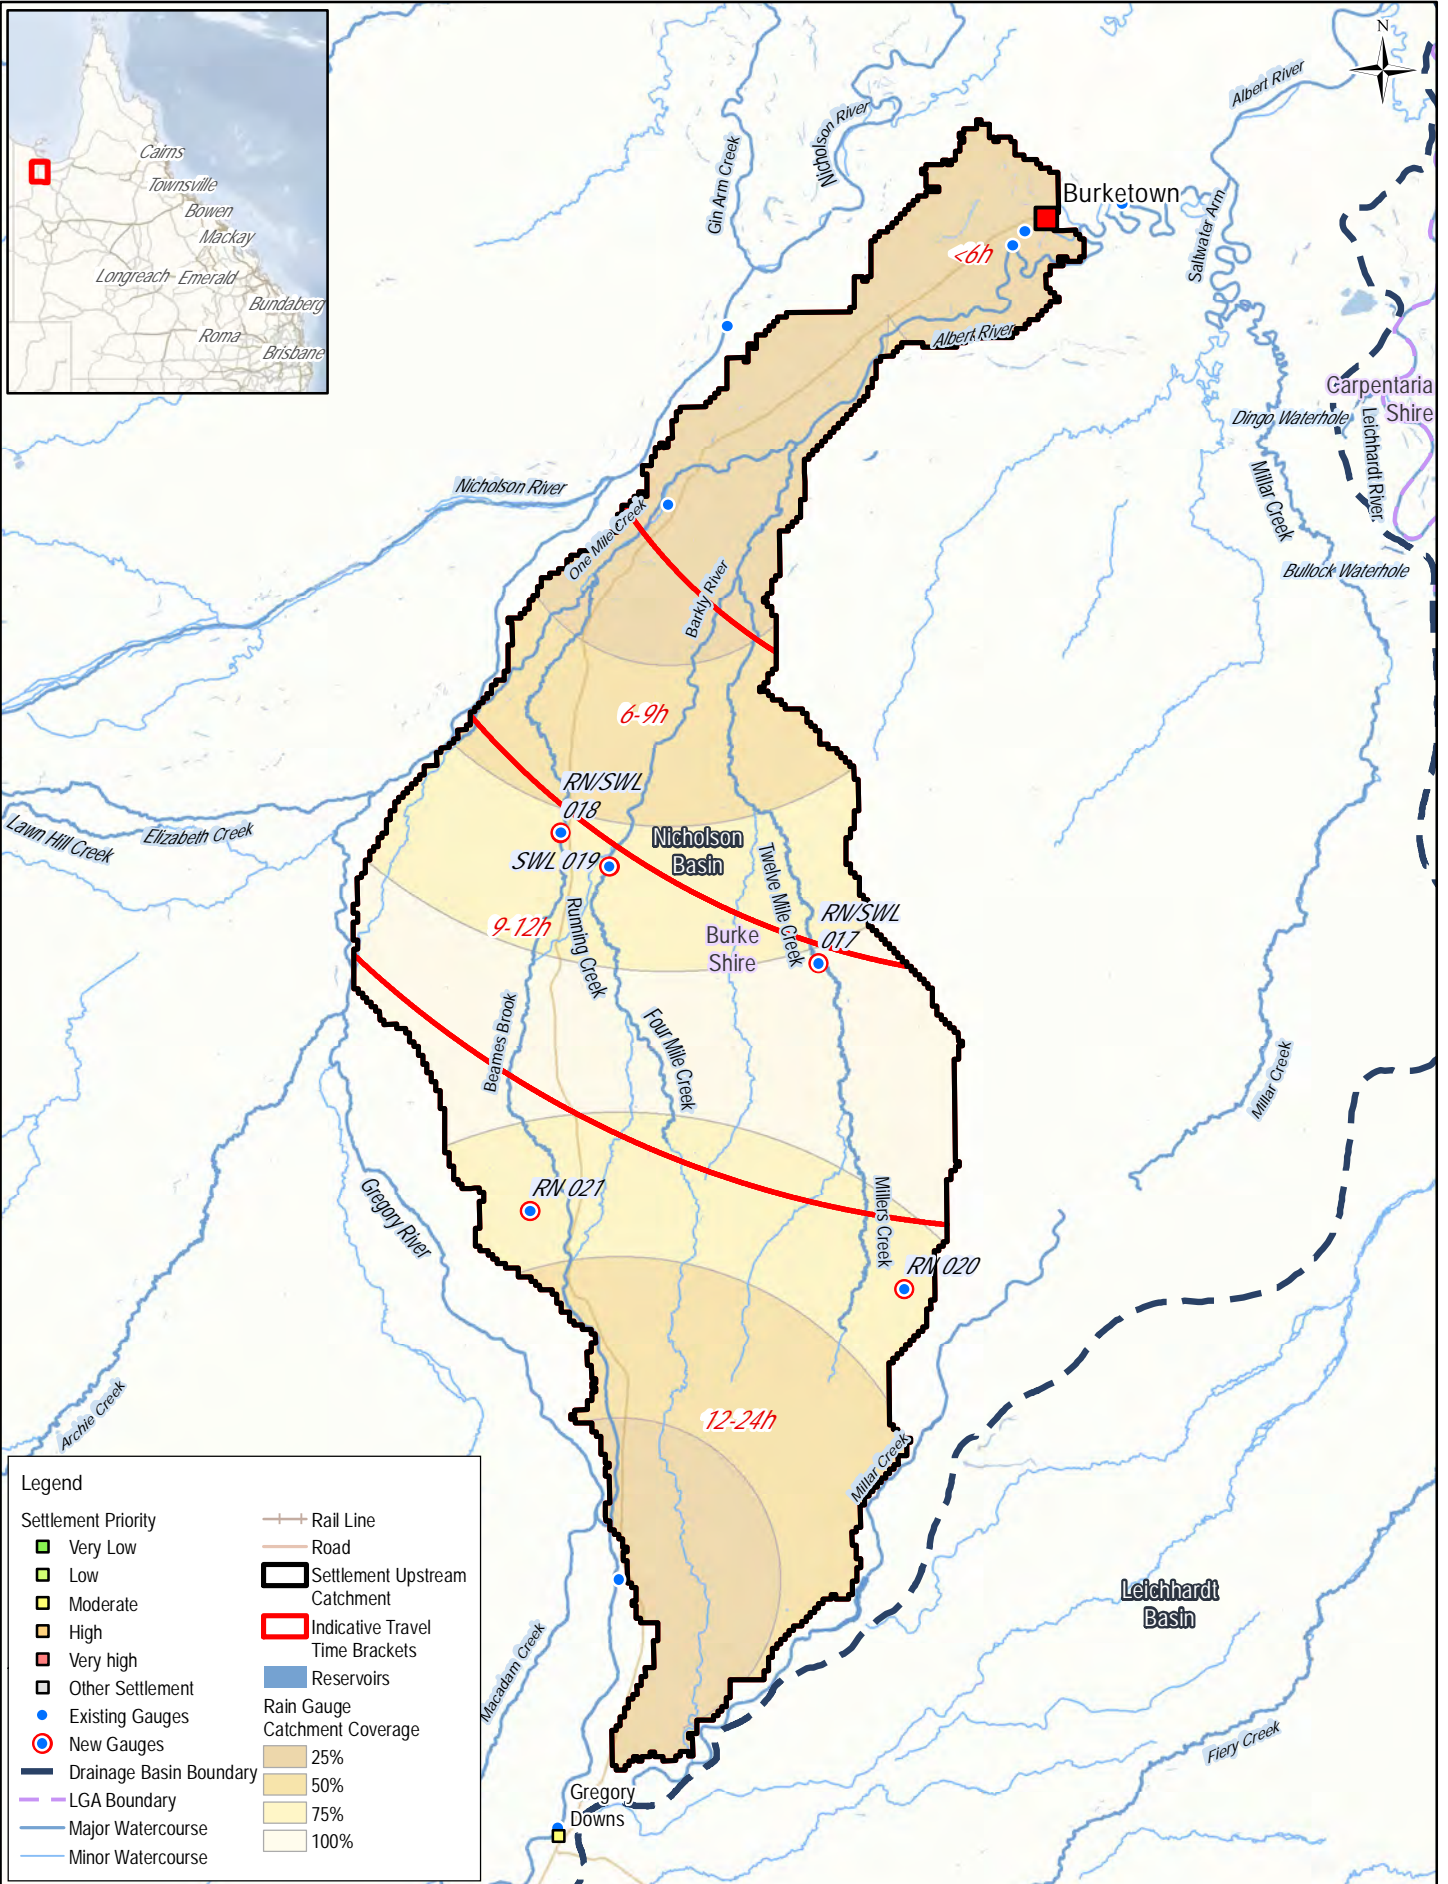 Cairns
Townsville
Bowen
Mackay
Longreach
Emerald
Bundaberg
Roma
Brisbane
N
Albert River
Nicholson River
Gin Arm Creek
Burketown
Saltwater Arm
<6h
Albert River
Carpentaria
Shire
Dingo Waterhole
Leichhardt River
Millar Creek
Nicholson River
One Mile Creek
Bullock Waterhole
Barkly River
6-9h
RN/SWL
018
Lawn Hill Creek
Elizabeth Creek
Nicholson
Basin
SWL 019
Twelve Mile Creek
RN/SWL
017
9-12h
Running Creek
Burke
Shire
Beames Brook
Four Mile Creek
Millar Creek
RN 021
Gregory River
Millers Creek
RN 020
Archie Creek
12-24h
Millar Creek
Leichhardt
Basin
Macadam Creek
Fiery Creek
Gregory
Downs
Legend
Settlement Priority
Very Low
Low
Moderate
High
Very high
Other Settlement
Existing Gauges
New Gauges
Drainage Basin Boundary
LGA Boundary
Major Watercourse
Minor Watercourse
Rail Line
Road
Settlement Upstream
Catchment
Indicative Travel
Time Brackets
Reservoirs
Rain Gauge
Catchment Coverage
25%
50%
75%
100%